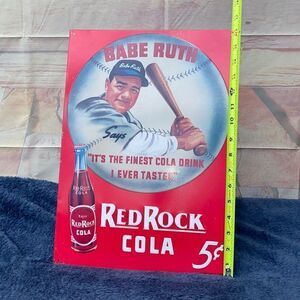 BABE RUTH
Babe Ruth
Says
"IT'S THE FINEST COLA DRINK
I EVER TASTED"
RED ROCK
RED ROCK
COLA
COLA
5¢